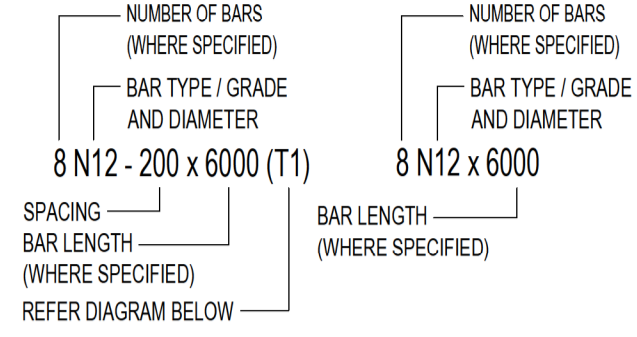 NUMBER OF BARS
(WHERE SPECIFIED)
BAR TYPE / GRADE
AND DIAMETER
8 N12 - 200 x 6000 (T1)
SPACING
BAR LENGTH
(WHERE SPECIFIED)
REFER DIAGRAM BELOW
NUMBER OF BARS
(WHERE SPECIFIED)
BAR TYPE / GRADE
AND DIAMETER
8 N12 x 6000
BAR LENGTH
(WHERE SPECIFIED)